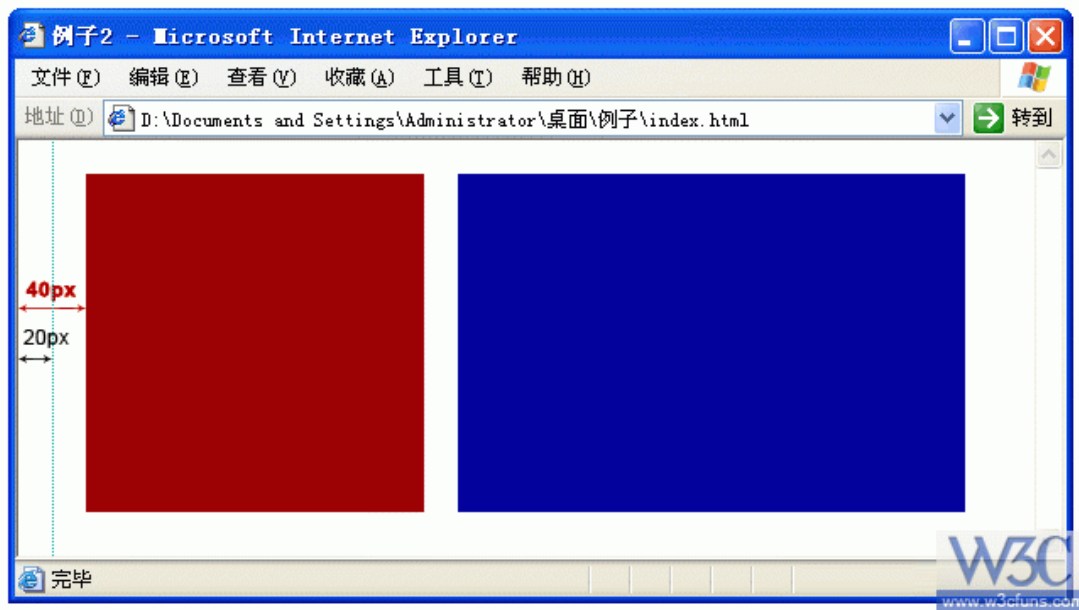 例子2 - Microsoft Internet Explorer
文件(F) 编辑(E) 查看(V) 收藏(A) 工具(T) 帮助(H)
地址(D) D:\Documents and Settings\Administrator\桌面\例子\index.html 转到
40px
20px
完毕
W3C
www.w3cfuns.com